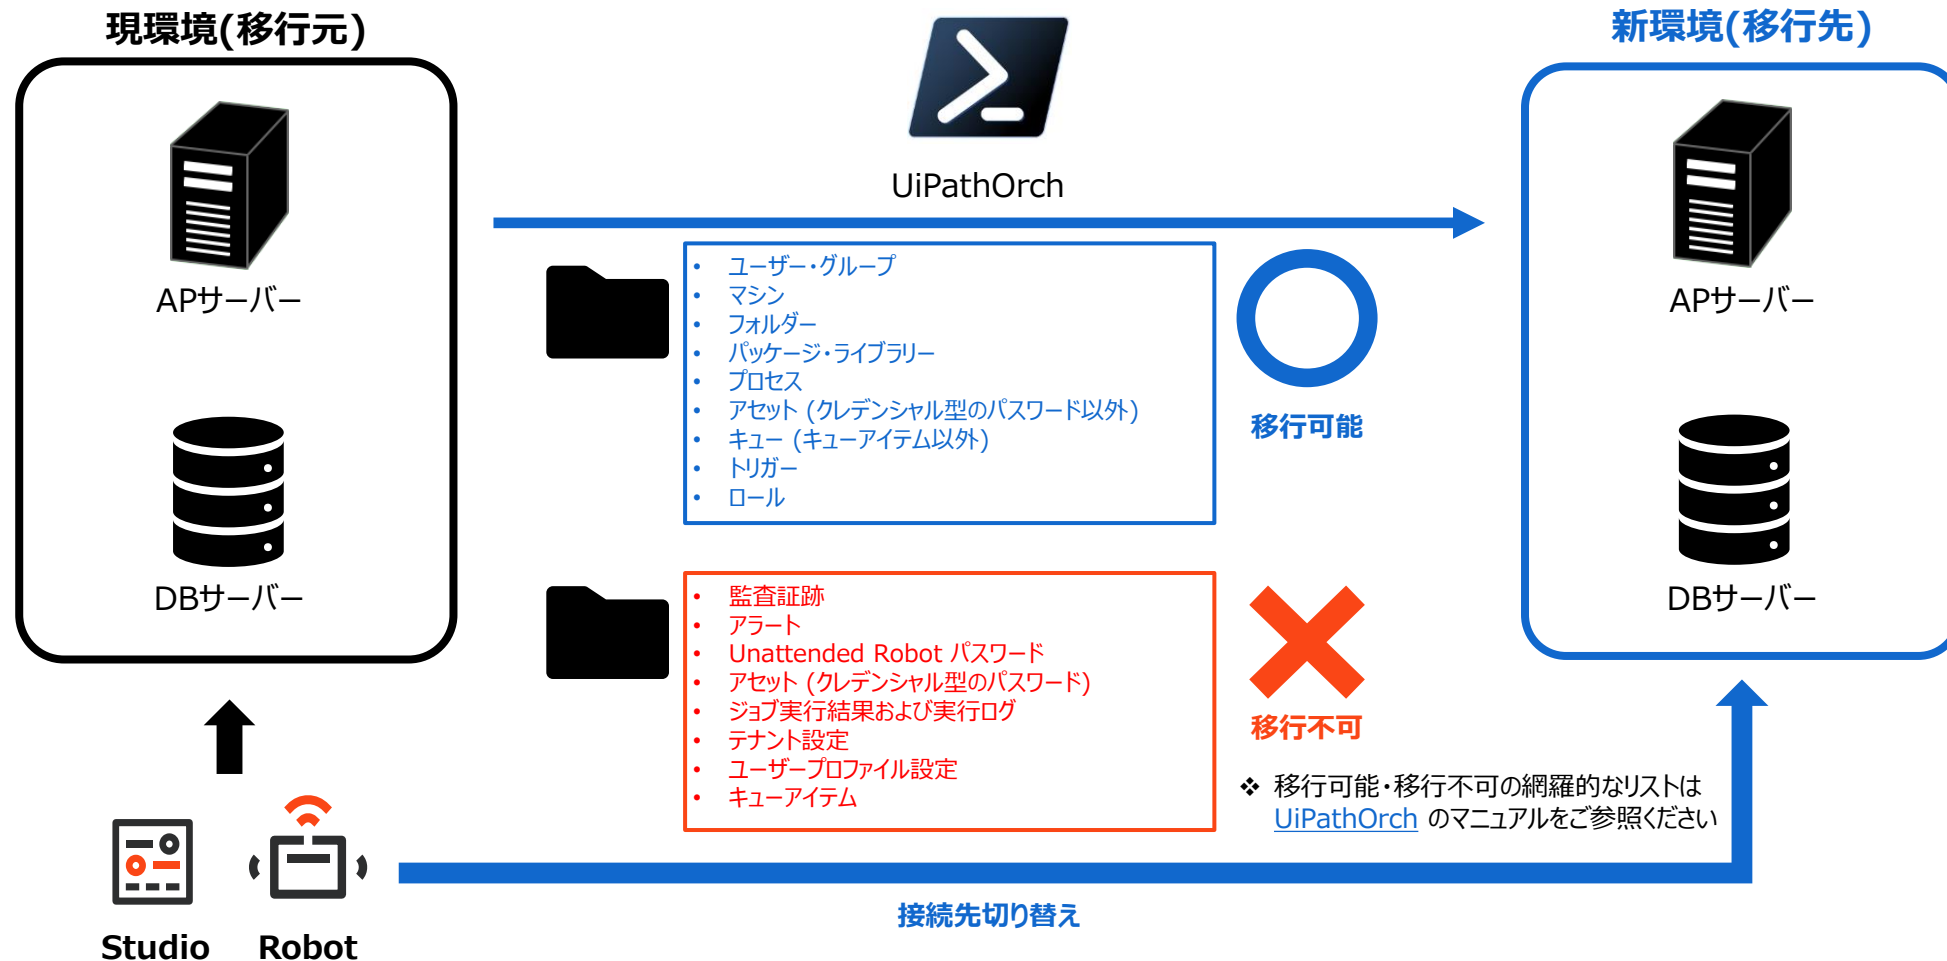 現環境(移行元)
新環境(移行先)
UiPathOrch
APサーバー
DBサーバー
• ユーザー・グループ
• マシン
• フォルダー
• パッケージ・ライブラリー
• プロセス
• アセット (クレデンシャル型のパスワード以外)
• キュー (キューアイテム以外)
• トリガー
• ロール
移行可能
• 監査証跡
• アラート
• Unattended Robot パスワード
• アセット (クレデンシャル型のパスワード)
• ジョブ実行結果および実行ログ
• テナント設定
• ユーザープロファイル設定
• キューアイテム
移行不可
❖ 移行可能・移行不可の網羅的なリストは
UiPathOrch のマニュアルをご参照ください
APサーバー
DBサーバー
接続先切り替え
Studio
Robot